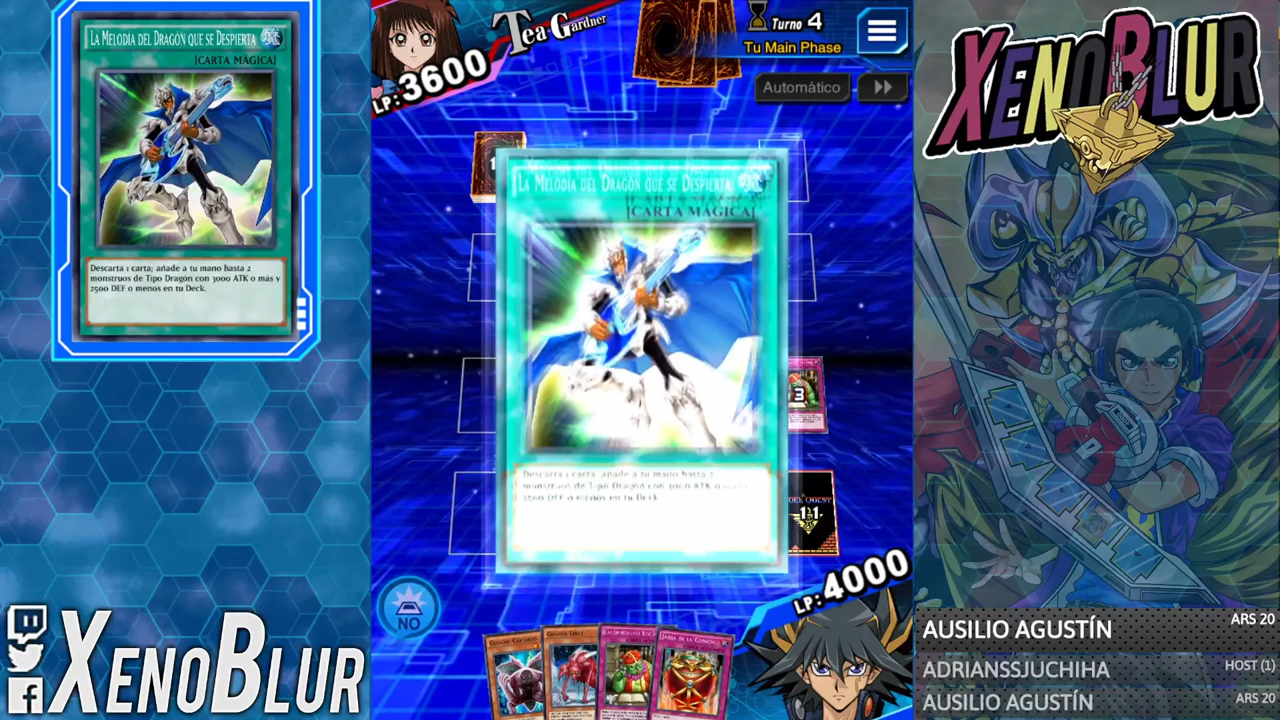 LA MELODIA DEL DRAGÓN QUE SE DESPIERTA
[CARTA MÁGICA]
Descarta 1 carta; añade a tu mano hasta 2
monstruos de Tipo Dragón con 3000 ATK o más y
2500 DEF o menos en tu Deck.
XENOBLUR
Tea Gardner
LP: 3600
Turno 4
Tu Main Phase
Automático
LA MELODIA DEL DRAGÓN QUE SE DESPIERTA
[CARTA MÁGICA]
Descarta 1 carta; añade a tu mano hasta 2
monstruos de Tipo Dragón con 3000 ATK o más y
2500 DEF o menos en tu Deck.
3
11
NO
LP: 4000
XENOBLUR
AUSILIO AGUSTÍN
ARS 20
ADRIANSSJUCHIHA
HOST (1)
AUSILIO AGUSTÍN
ARS 20